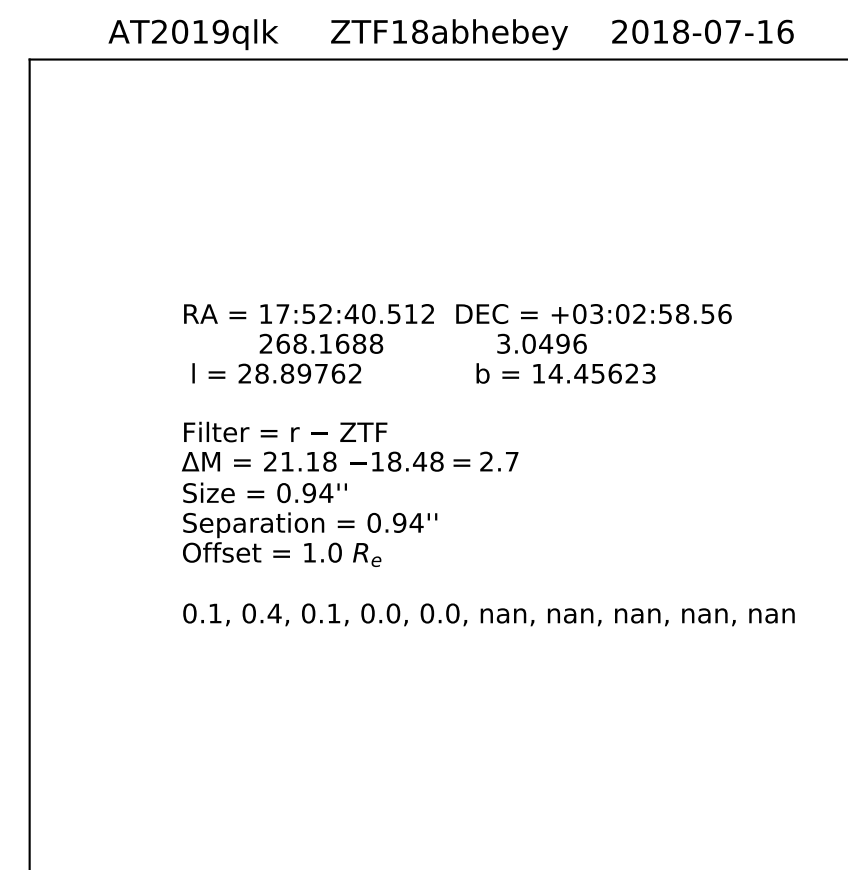 AT2019qlk ZTF18abhebey 2018-07-16
RA = 17:52:40.512 DEC = +03:02:58.56
268.1688 3.0496
l = 28.89762 b = 14.45623
Filter = r − ZTF
ΔM = 21.18 −18.48 = 2.7
Size = 0.94''
Separation = 0.94''
Offset = 1.0 Re
0.1, 0.4, 0.1, 0.0, 0.0, nan, nan, nan, nan, nan